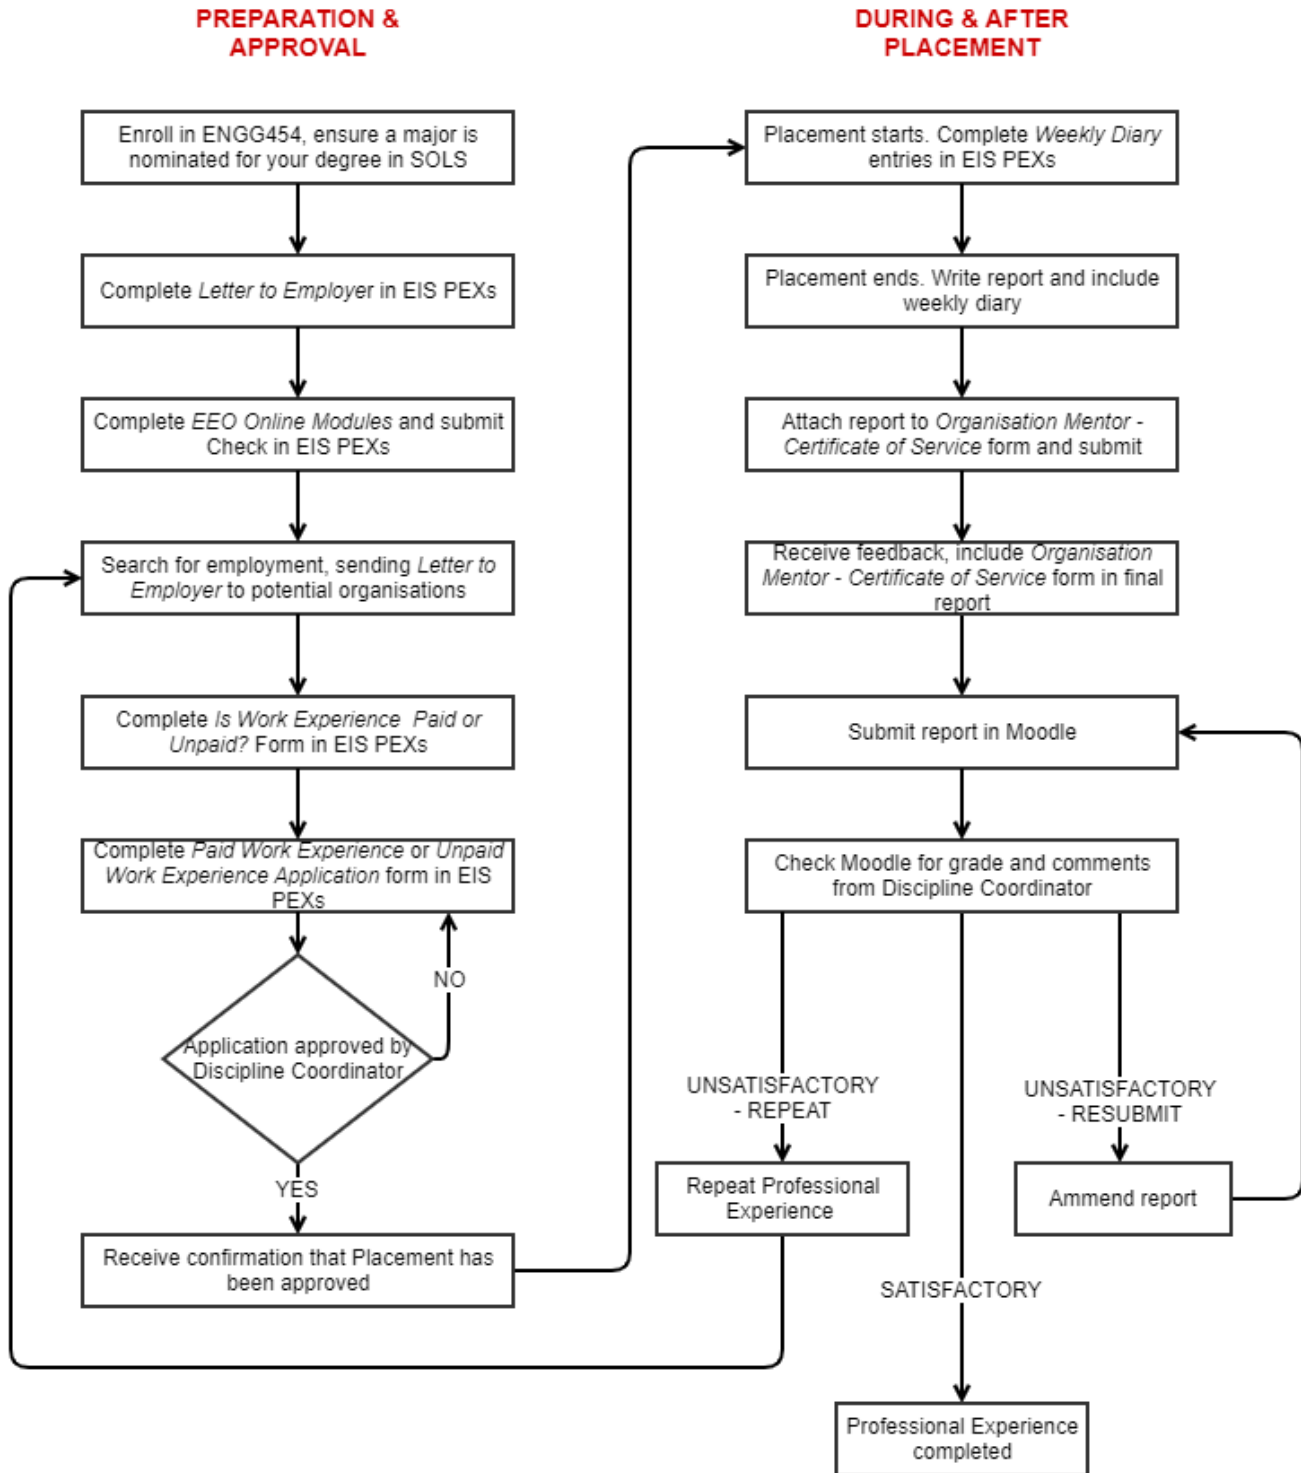 PREPARATION &
APPROVAL
Enroll in ENGG454, ensure a major is
nominated for your degree in SOLS
Complete Letter to Employer in EIS PEXs
Complete EEO Online Modules and submit
Check in EIS PEXs
Search for employment, sending Letter to
Employer to potential organisations
Complete Is Work Experience Paid or
Unpaid? Form in EIS PEXs
Complete Paid Work Experience or Unpaid
Work Experience Application form in EIS
PEXs
NO
Application approved by
Discipline Coordinator
YES
Receive confirmation that Placement has
been approved
DURING & AFTER
PLACEMENT
Placement starts. Complete Weekly Diary
entries in EIS PEXs
Placement ends. Write report and include
weekly diary
Attach report to Organisation Mentor -
Certificate of Service form and submit
Receive feedback, include Organisation
Mentor - Certificate of Service form in final
report
Submit report in Moodle
Check Moodle for grade and comments
from Discipline Coordinator
UNSATISFACTORY
- REPEAT
Repeat Professional
Experience
UNSATISFACTORY
- RESUBMIT
Ammend report
SATISFACTORY
Professional Experience
completed